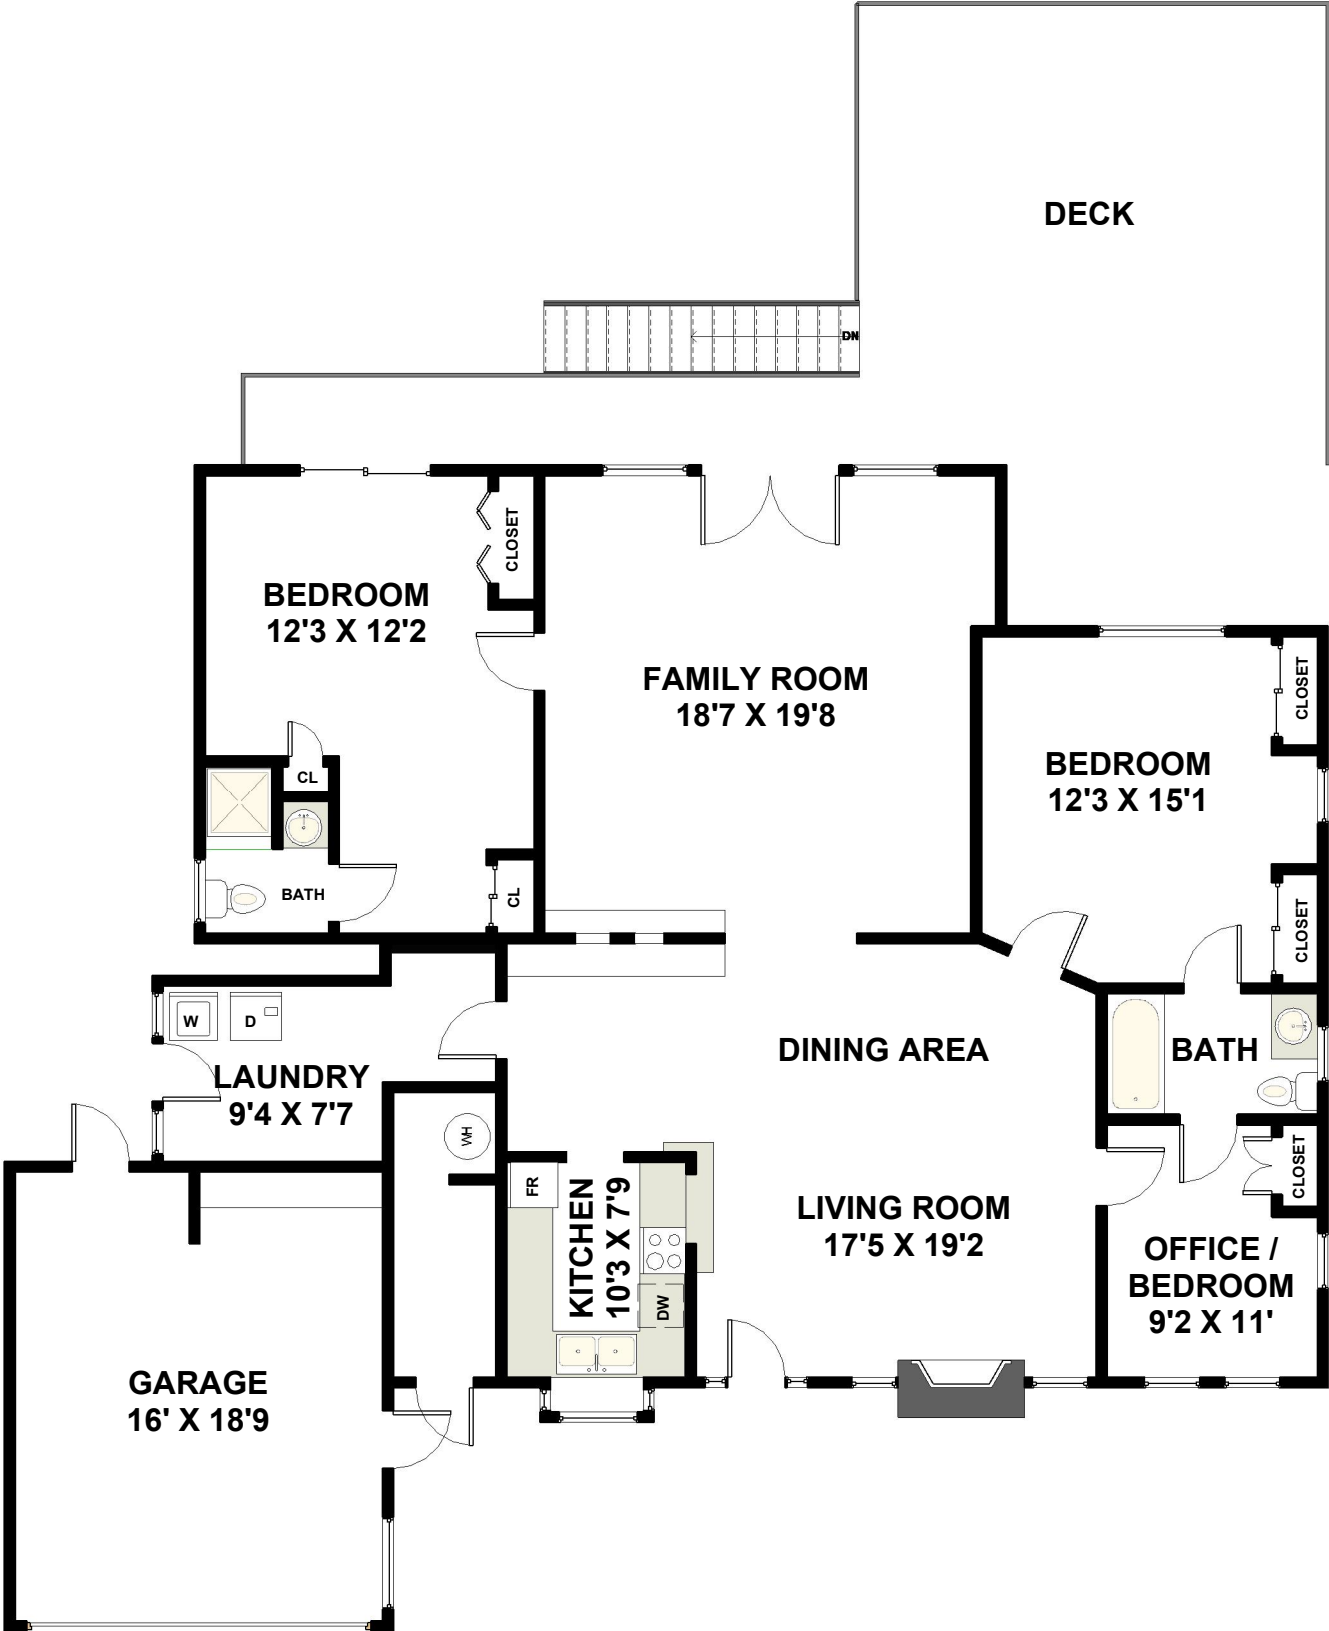 DECK
DN
CLOSET
BEDROOM
12'3 X 12'2
FAMILY ROOM
18'7 X 19'8
CLOSET
BEDROOM
12'3 X 15'1
CL
BATH
CL
CLOSET
W
D
LAUNDRY
9'4 X 7'7
DINING AREA
BATH
WH
FR
KITCHEN
10'3 X 7'9
DW
LIVING ROOM
17'5 X 19'2
CLOSET
OFFICE /
BEDROOM
9'2 X 11'
GARAGE
16' X 18'9